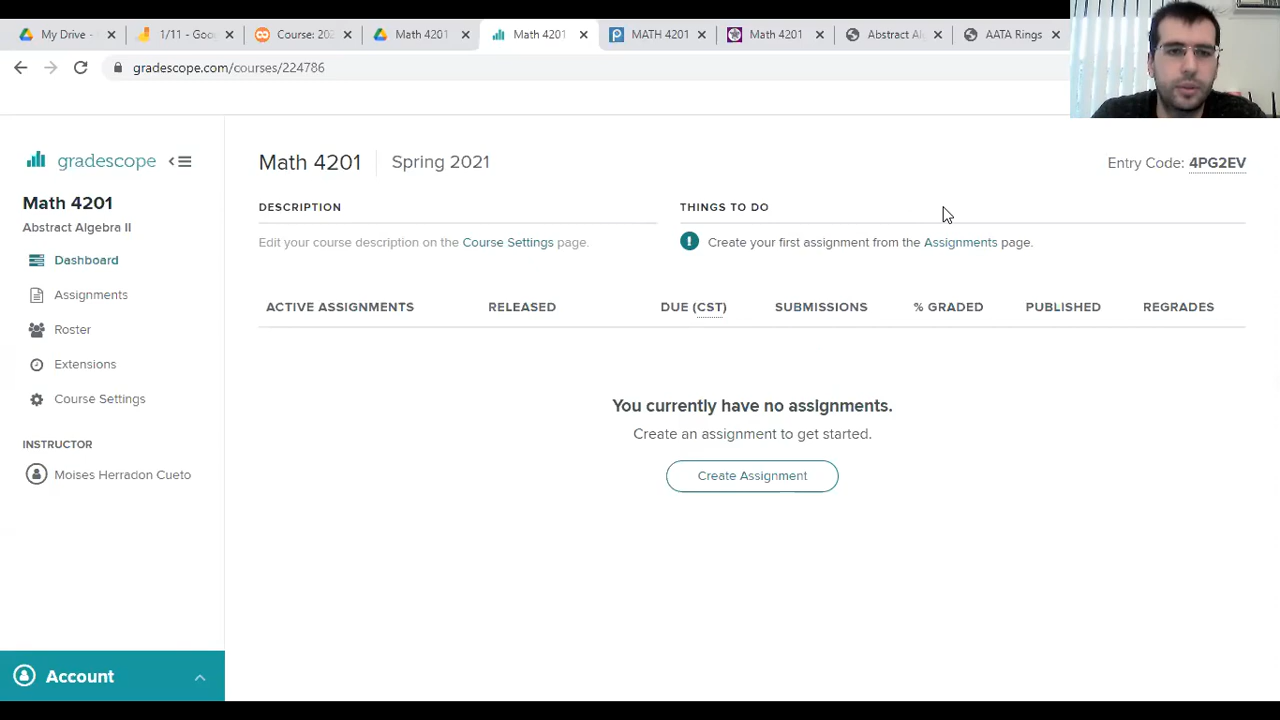 My Drive -
1/11 - Goo
Course: 202
Math 4201
Math 4201
MATH 4201
Math 4201
Abstract Al
AATA Rings
gradescope.com/courses/224786
gradescope
Math 4201
Abstract Algebra II
Dashboard
Assignments
Roster
Extensions
Course Settings
INSTRUCTOR
Moises Herradon Cueto
Account
Math 4201 Spring 2021
Entry Code: 4PG2EV
DESCRIPTION
Edit your course description on the Course Settings page.
THINGS TO DO
Create your first assignment from the Assignments page.
ACTIVE ASSIGNMENTS RELEASED DUE (CST) SUBMISSIONS % GRADED PUBLISHED REGRADES
You currently have no assignments.
Create an assignment to get started.
Create Assignment